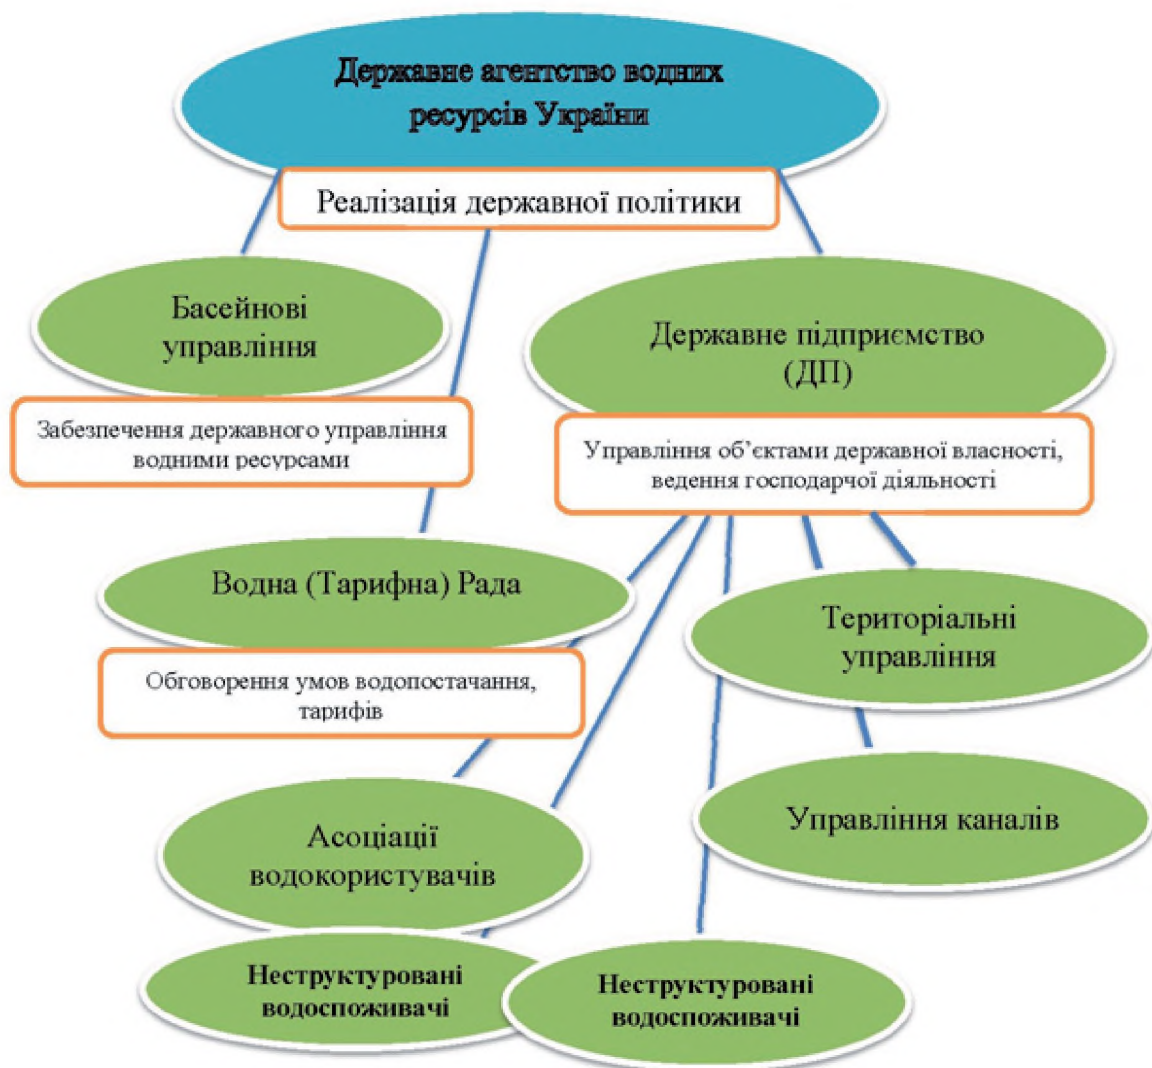 Державне агентство водних
ресурсів України
Реалізація державної політики
Басейнові
управління
Державне підприємство
(ДП)
Забезпечення державного управління
водними ресурсами
Управління об’єктами державної власності,
ведення господарчої діяльності
Водна (Тарифна) Рада
Територіальні
управління
Обговорення умов водопостачання,
тарифів
Управління каналів
Асоціації
водокористувачів
Неструктуровані
водоспоживачі
Неструктуровані
водоспоживачі